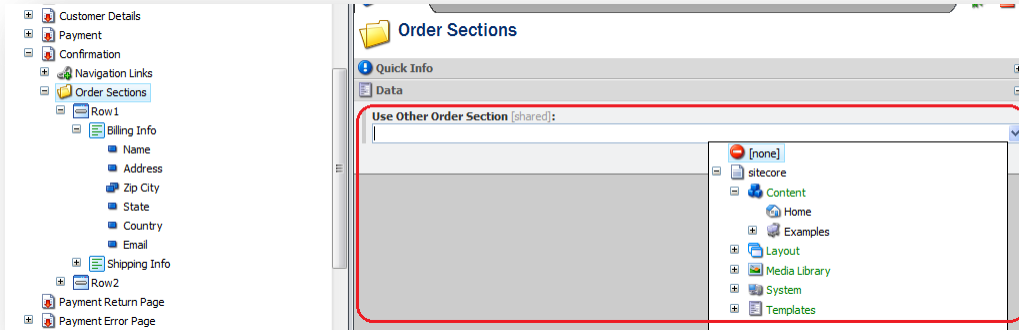 Customer Details
Payment
Confirmation
Navigation Links
Order Sections
Row1
Billing Info
Name
Address
Zip City
State
Country
Email
Shipping Info
Row2
Payment Return Page
Payment Error Page
Order Sections
Quick Info
Data
Use Other Order Section [shared]:
[none]
sitecore
Content
Home
Examples
Layout
Media Library
System
Templates